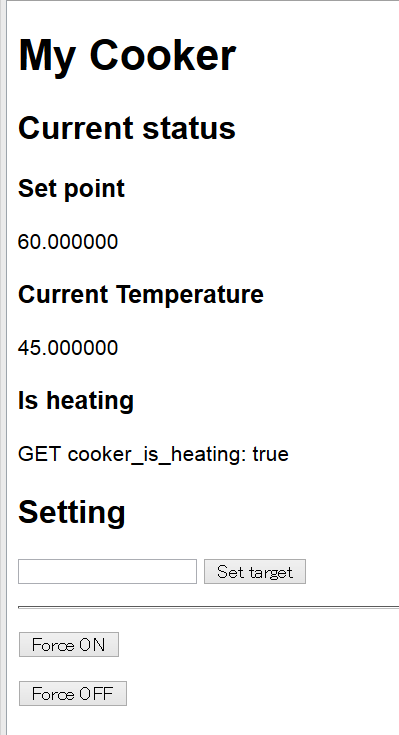 My Cooker
Current status
Set point
60.000000
Current Temperature
45.000000
Is heating
GET cooker_is_heating: true
Setting
Set target
Force ON
Force OFF